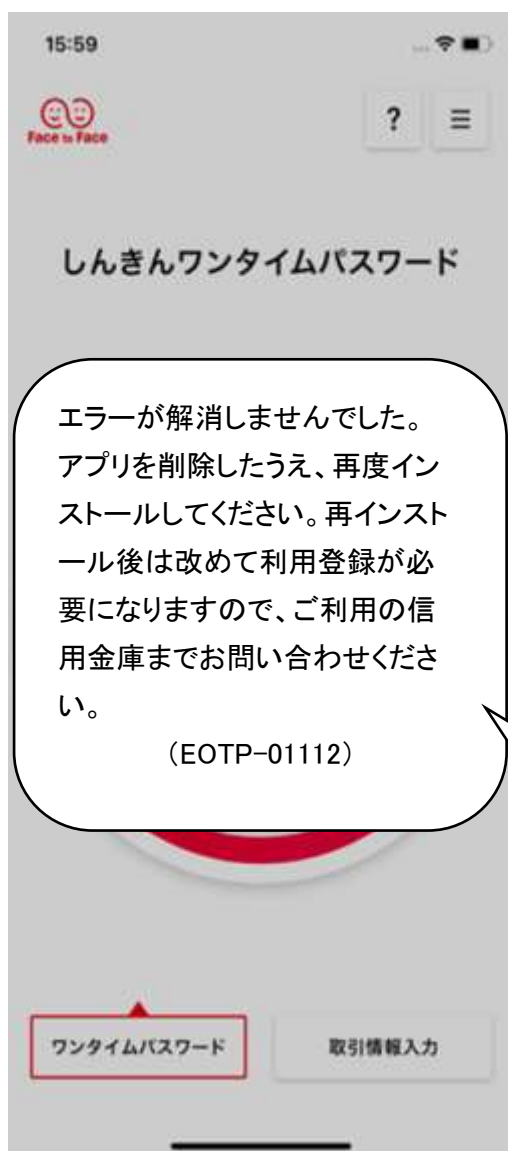 15:59
Face to Face
?
しんきんワンタイムパスワード
エラーが解消しませんでした。
アプリを削除したうえ、再度イン
ストールしてください。再インスト
ール後は改めて利用登録が必
要になりますので、ご利用の信
用金庫までお問い合わせくださ
い。
（EOTP-01112）
ワンタイムパスワード
取引情報入力